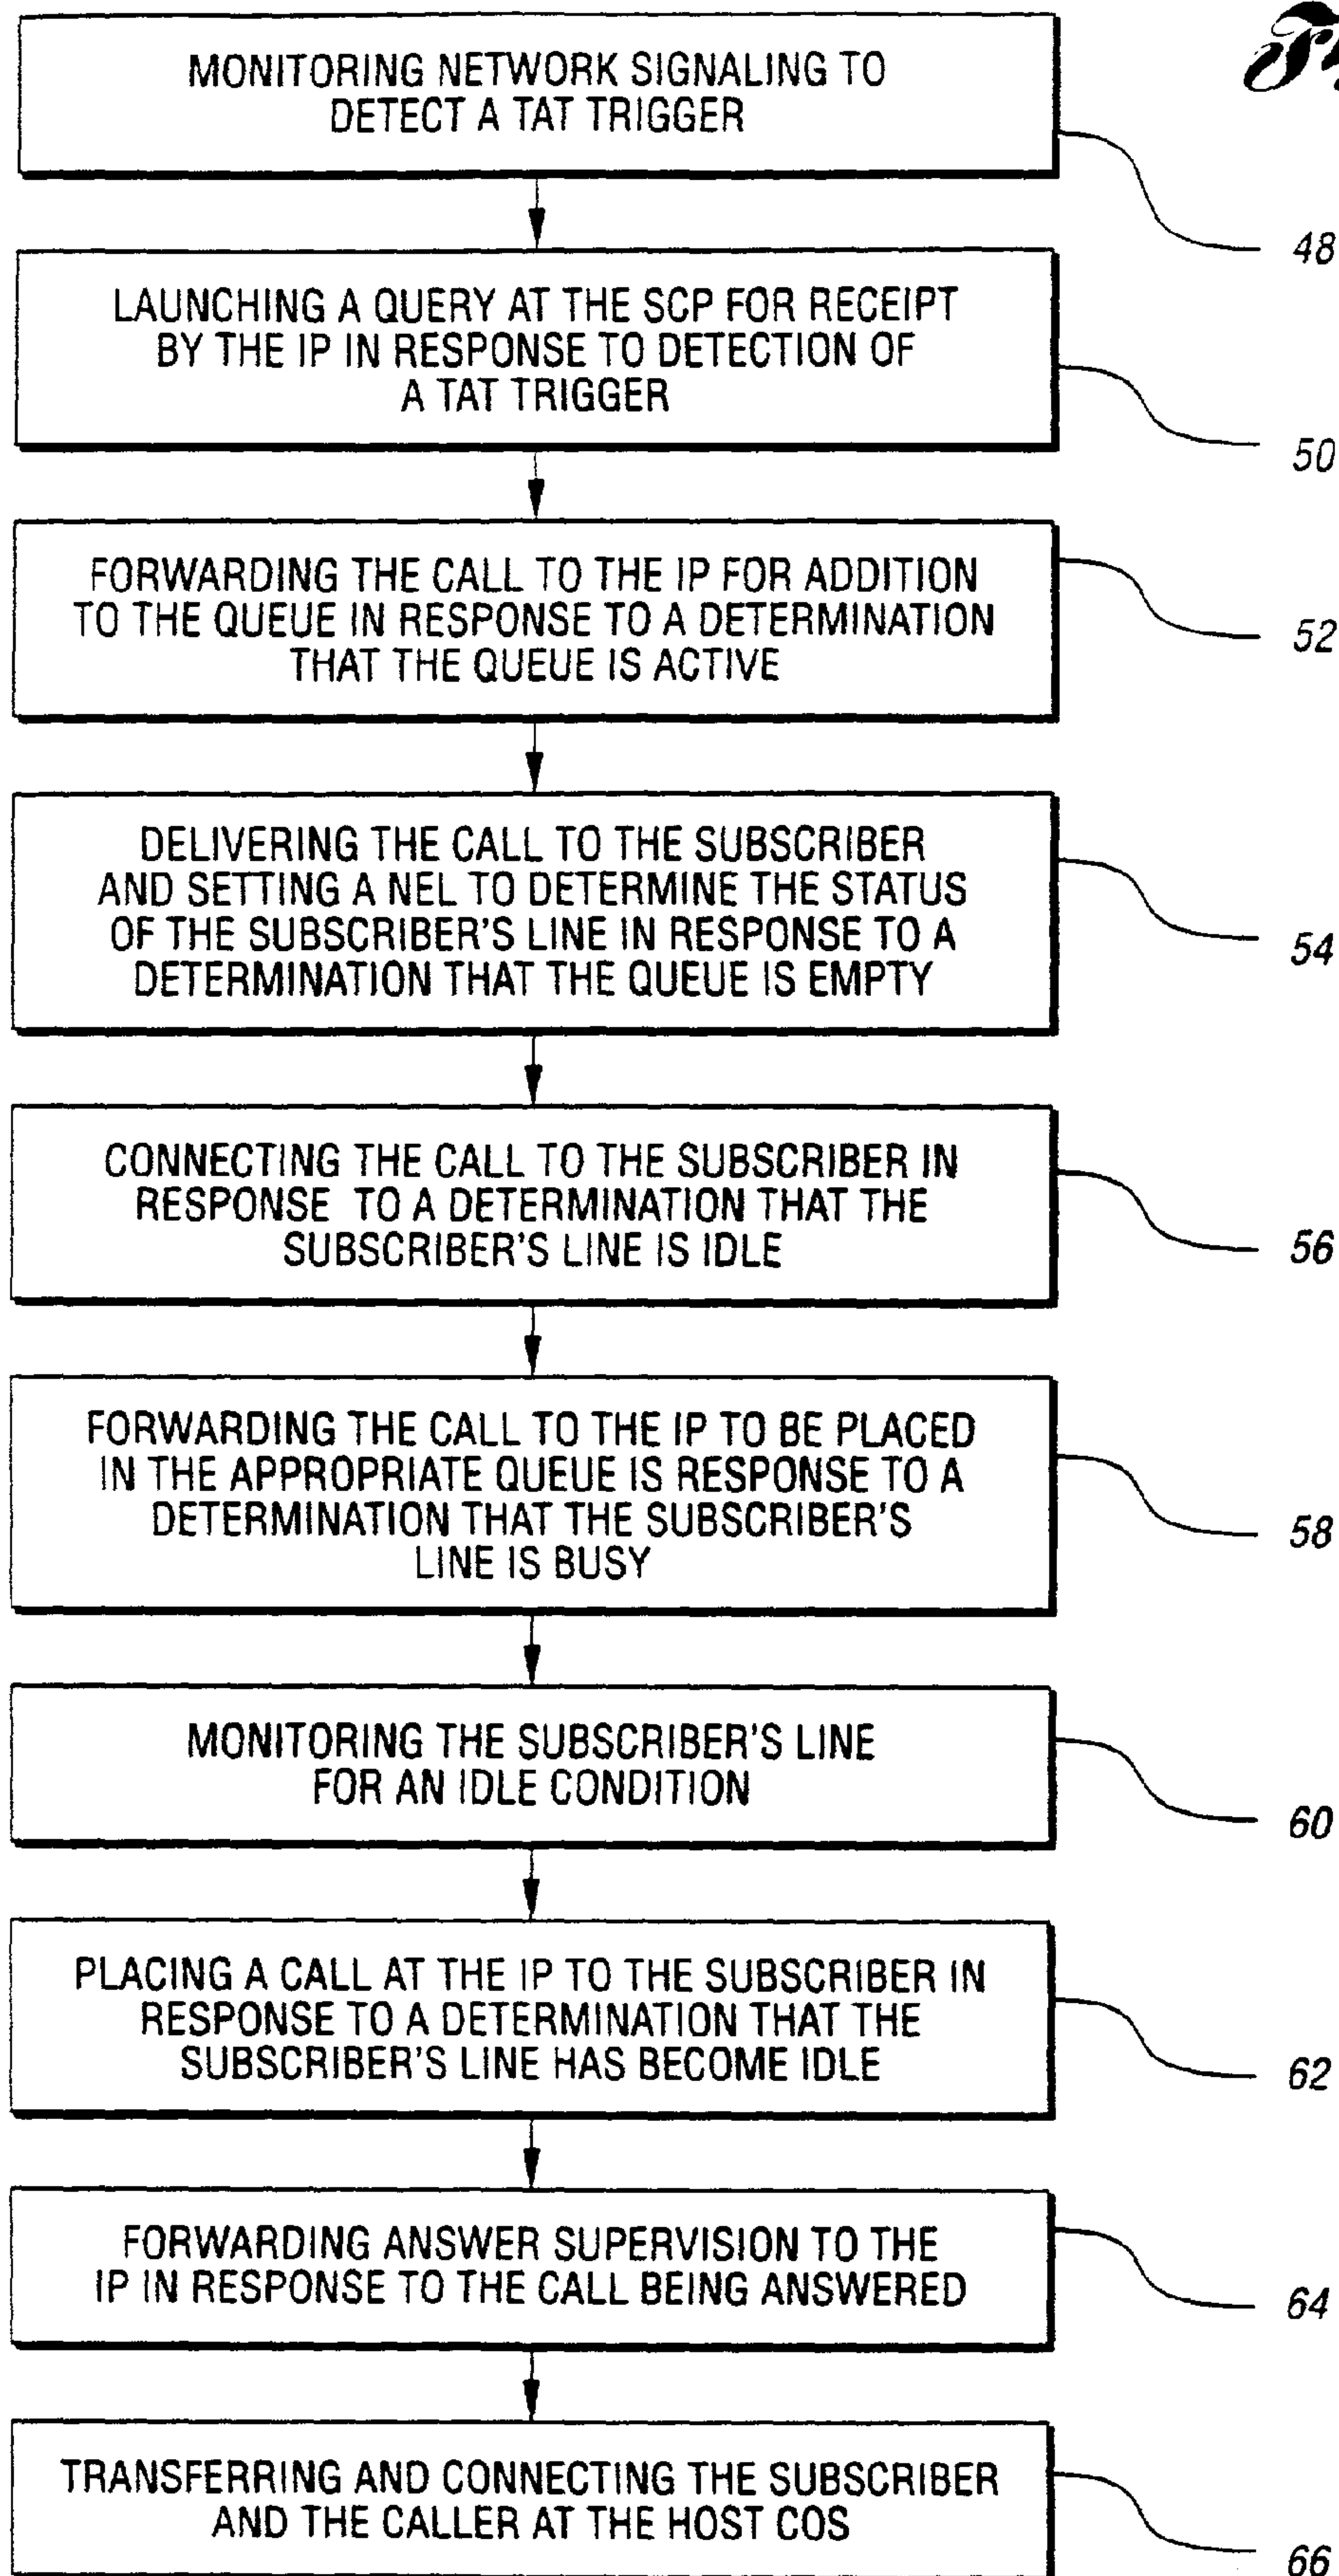 MONITORING NETWORK SIGNALING TO
DETECT A TAT TRIGGER
48
LAUNCHING A QUERY AT THE SCP FOR RECEIPT
BY THE IP IN RESPONSE TO DETECTION OF
A TAT TRIGGER
50
FORWARDING THE CALL TO THE IP FOR ADDITION
TO THE QUEUE IN RESPONSE TO A DETERMINATION
THAT THE QUEUE IS ACTIVE
52
DELIVERING THE CALL TO THE SUBSCRIBER
AND SETTING A NEL TO DETERMINE THE STATUS
OF THE SUBSCRIBER'S LINE IN RESPONSE TO A
DETERMINATION THAT THE QUEUE IS EMPTY
54
CONNECTING THE CALL TO THE SUBSCRIBER IN
RESPONSE TO A DETERMINATION THAT THE
SUBSCRIBER'S LINE IS IDLE
56
FORWARDING THE CALL TO THE IP TO BE PLACED
IN THE APPROPRIATE QUEUE IS RESPONSE TO A
DETERMINATION THAT THE SUBSCRIBER'S
LINE IS BUSY
58
MONITORING THE SUBSCRIBER'S LINE
FOR AN IDLE CONDITION
60
PLACING A CALL AT THE IP TO THE SUBSCRIBER IN
RESPONSE TO A DETERMINATION THAT THE
SUBSCRIBER'S LINE HAS BECOME IDLE
62
FORWARDING ANSWER SUPERVISION TO THE
IP IN RESPONSE TO THE CALL BEING ANSWERED
64
TRANSFERRING AND CONNECTING THE SUBSCRIBER
AND THE CALLER AT THE HOST COS
66